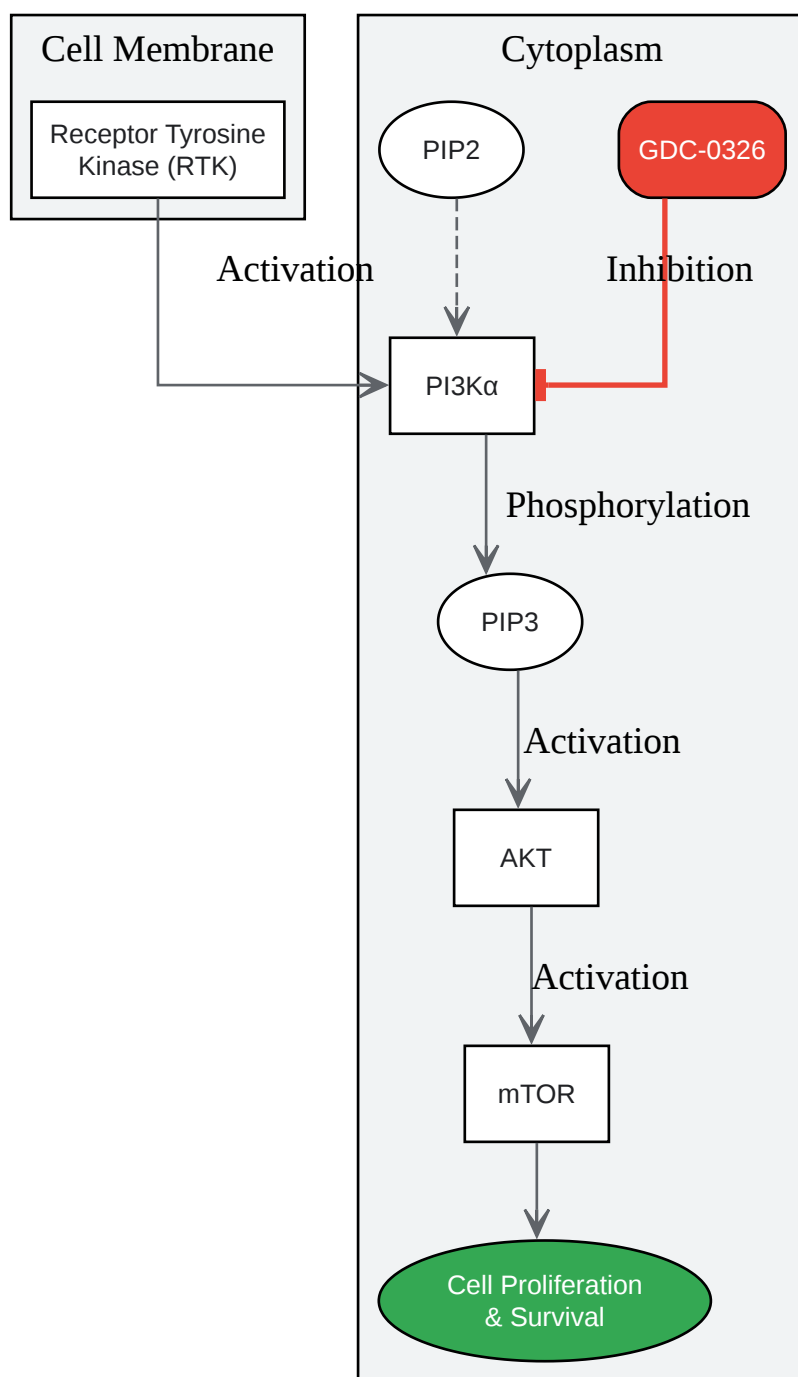 Cell Membrane
Cytoplasm
Receptor Tyrosine
Kinase (RTK)
PIP2
GDC-0326
Activation
Inhibition
PI3Kα
Phosphorylation
PIP3
Activation
AKT
Activation
mTOR
Cell Proliferation
& Survival